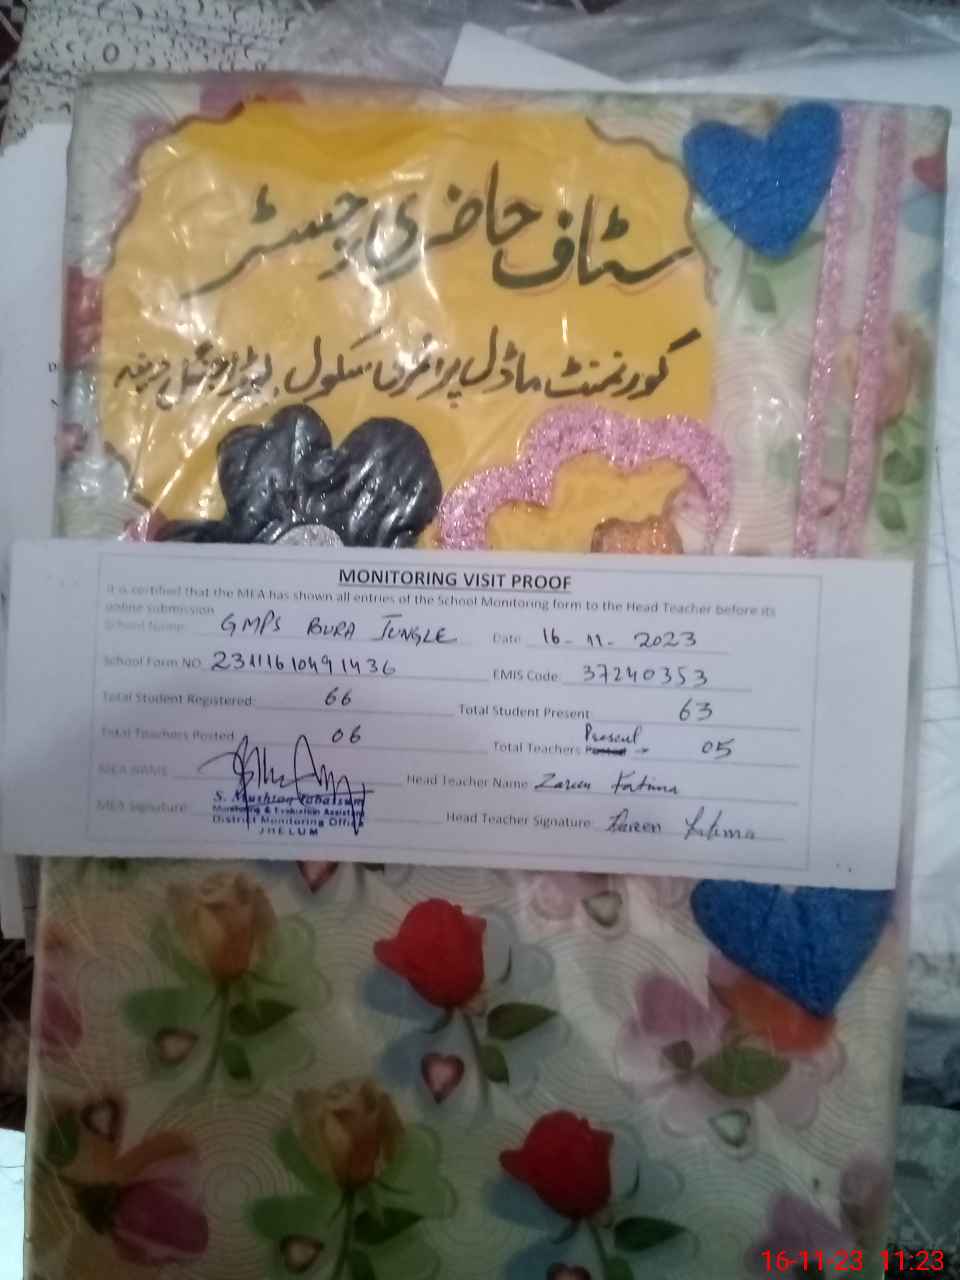 سٹاف حاضری رجسٹر
گورنمنٹ ماڈل پرائمری سکول
MONITORING VISIT PROOF
It is certified that the MEA has shown all entries of the School Monitoring form to the Head Teacher before its
online submission
School Name: GMPS BURA JUNGLE Date 16-11-2023
School Form NO. 23111610491436 EMIS Code: 37240353
Total Student Registered: 66 Total Student Present: 63
Present
Total Teachers Posted: 06 Total Teachers Posted 05
MEA NAME: Head Teacher Name Zareen Fatima
S. Mushtaq Tabassum
Monitoring & Evaluation Assistant
MEA Signature: Head Teacher Signature: Zareen Fatima
District Monitoring Office
JHELUM
16-11-23 11:23